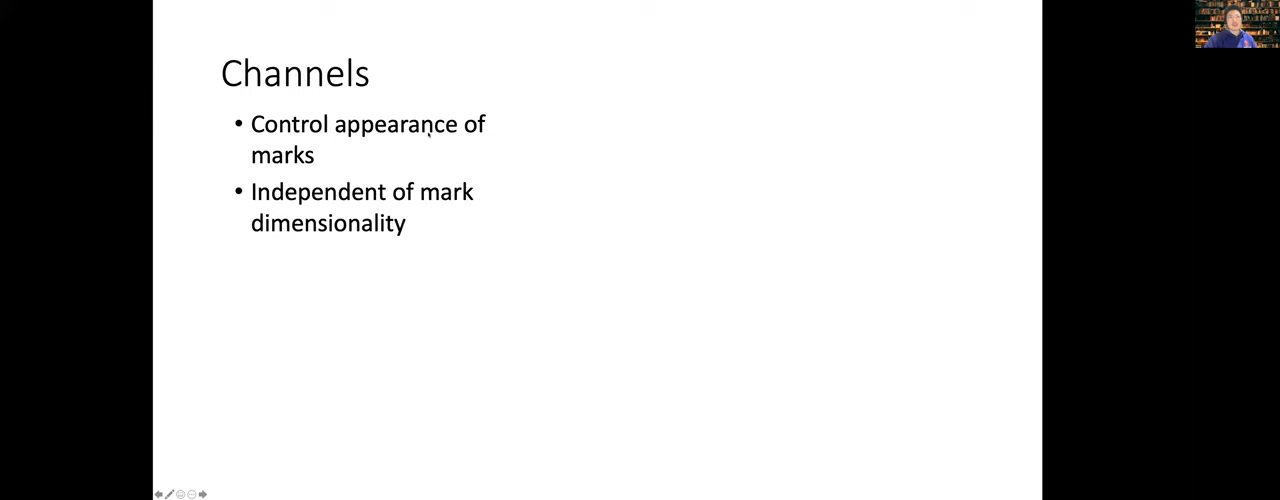 Channels
• Control appearance of
marks
• Independent of mark
dimensionality